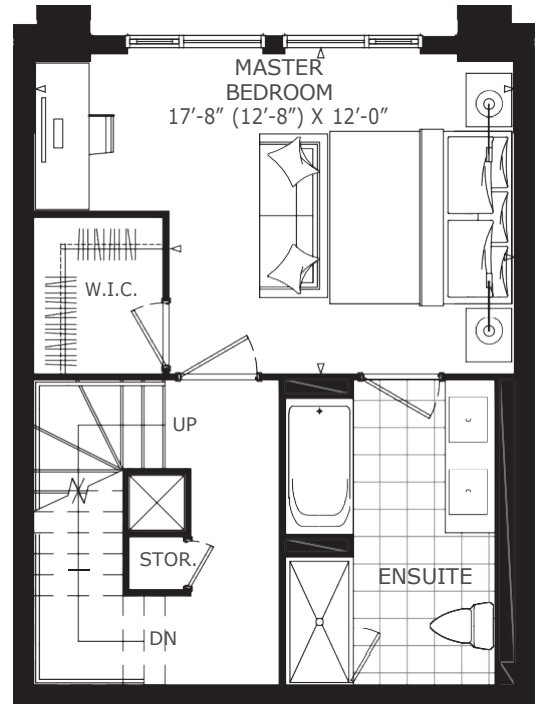 MASTER
BEDROOM
17'-8" (12'-8") X 12'-0"
W.I.C.
UP
STOR.
ENSUITE
DN